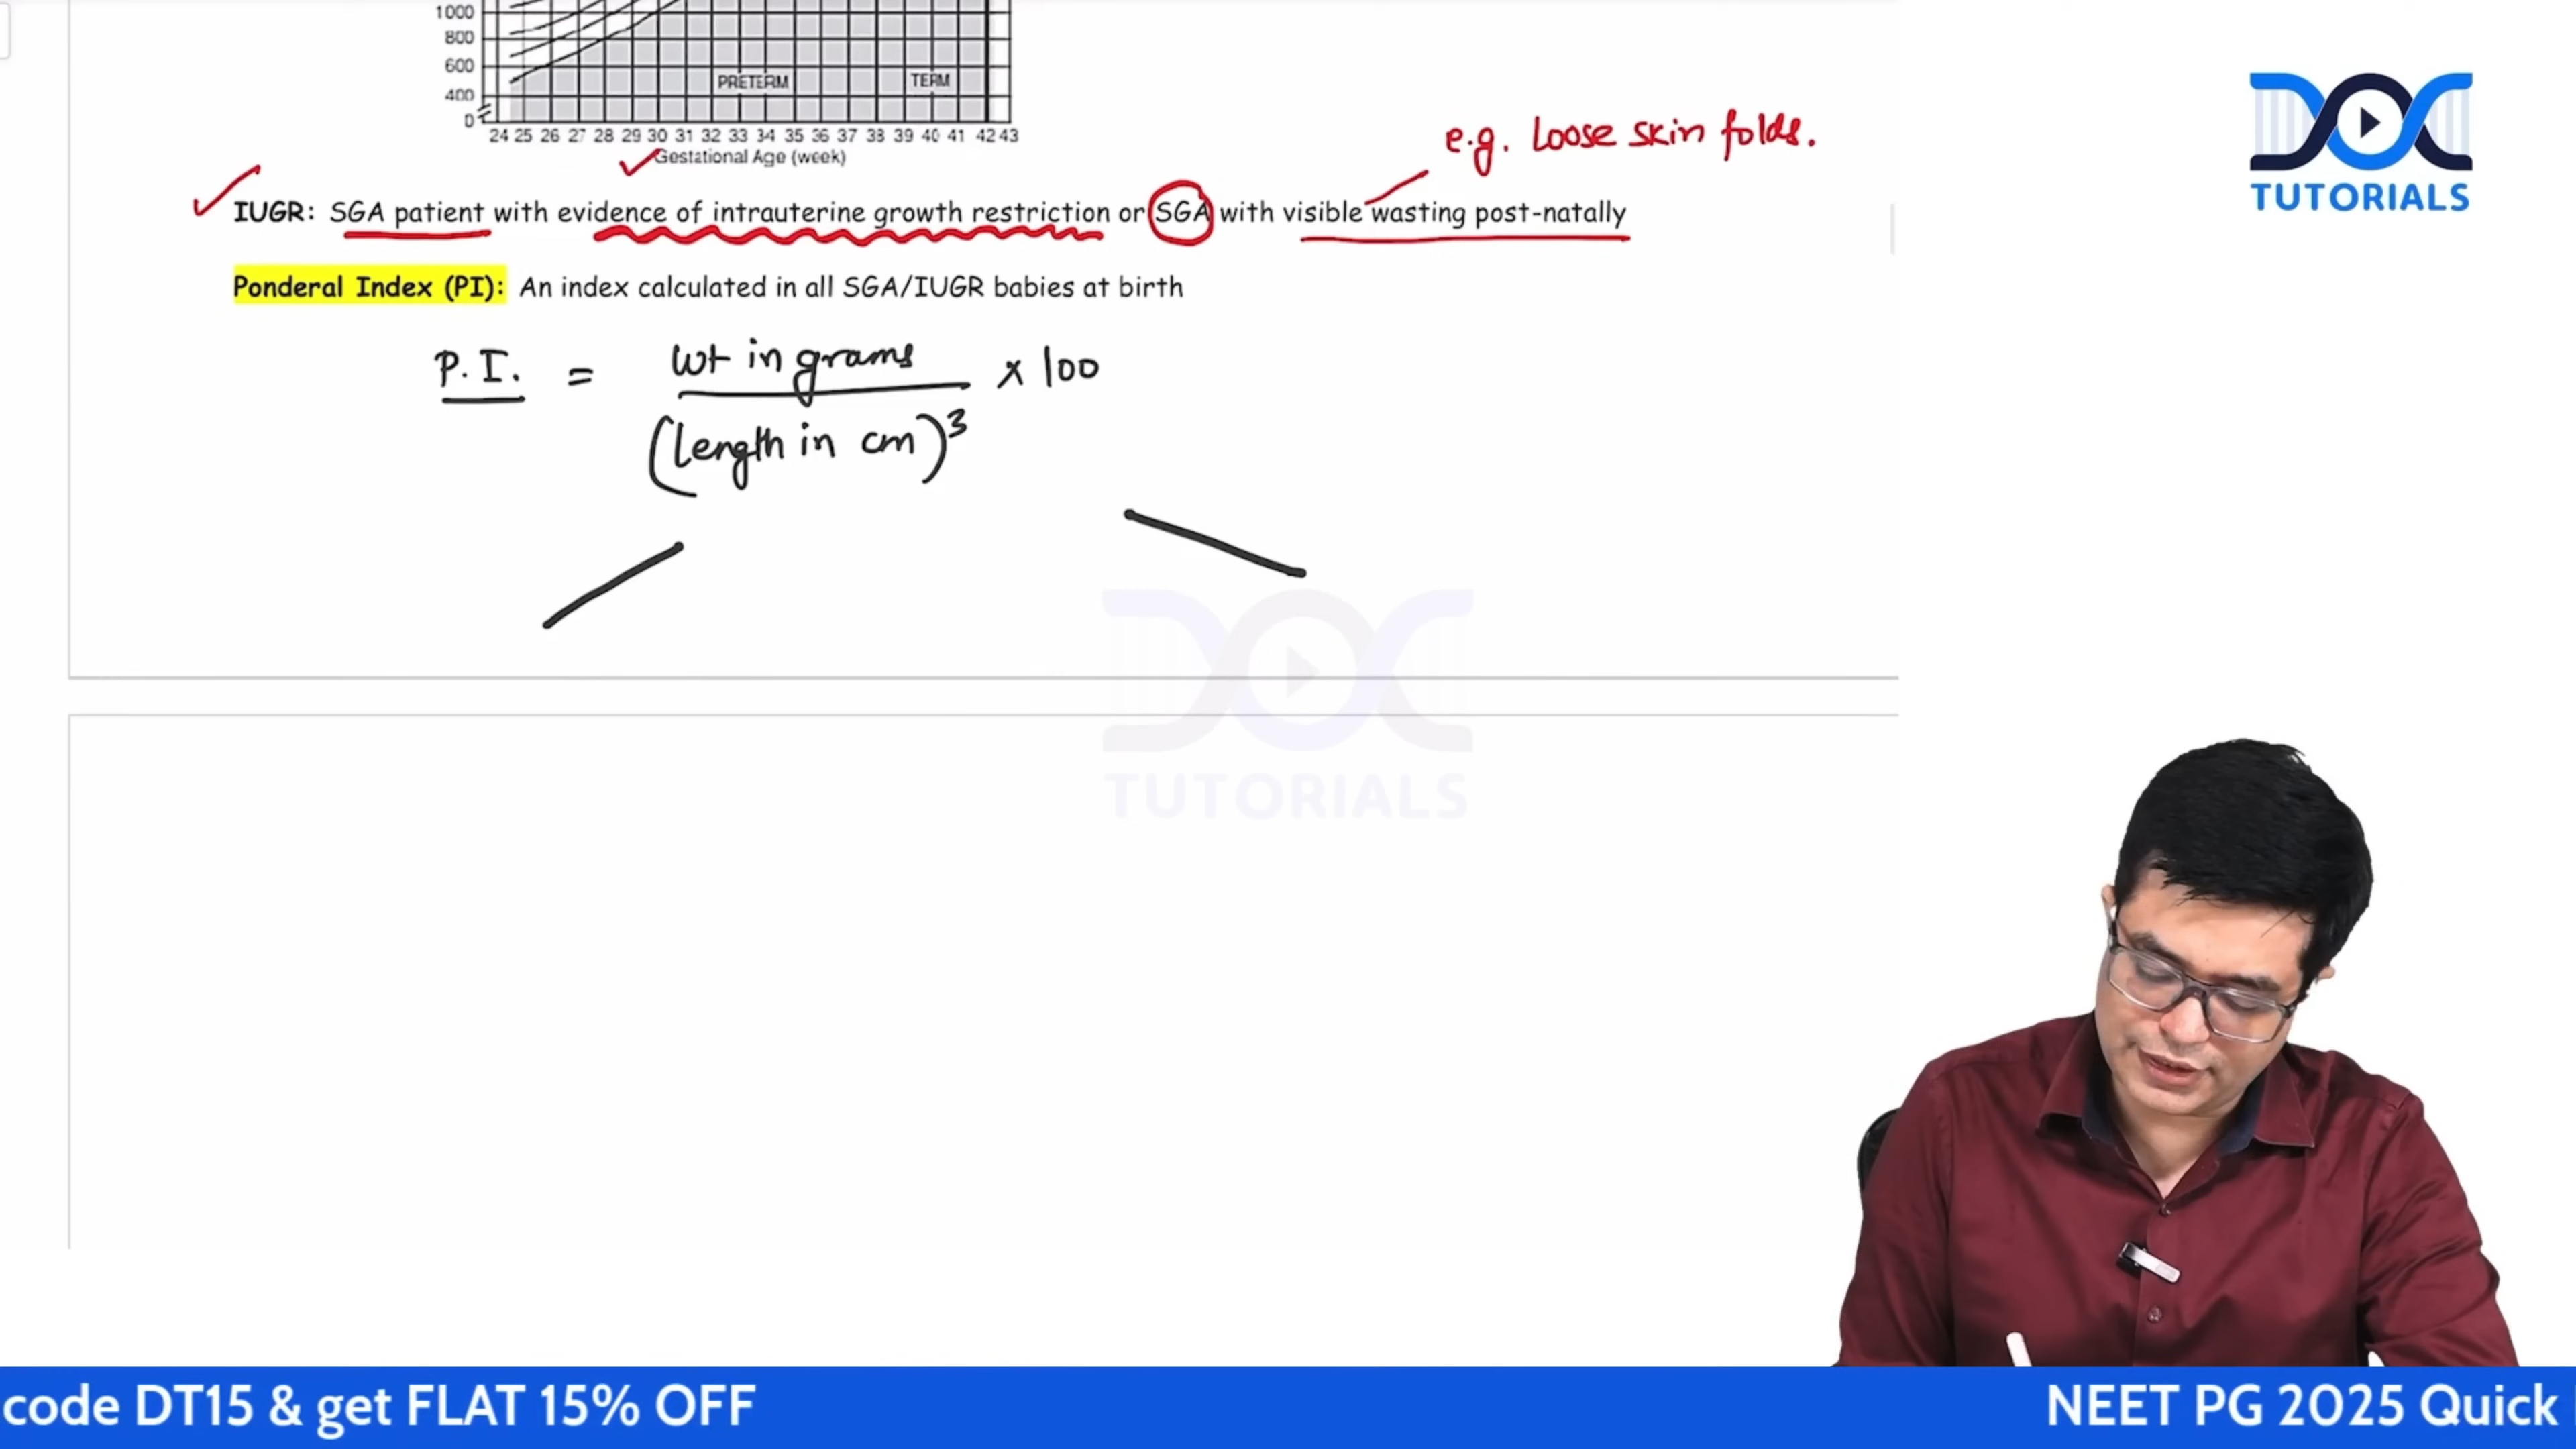 1000
800
600
400
0
PRETERM
TERM
24 25 26 27 28 29 30 31 32 33 34 35 36 37 38 39 40 41 42 43
Gestational Age (week)
e.g. Loose skin folds.
IUGR: SGA patient with evidence of intrauterine growth restriction or SGA with visible wasting post-natally
Ponderal Index (PI): An index calculated in all SGA/IUGR babies at birth
P.I. = wt in grams x 100
(length in cm)³
DOC
TUTORIALS
DOC
TUTORIALS
code DT15 & get FLAT 15% OFF
NEET PG 2025 Quick